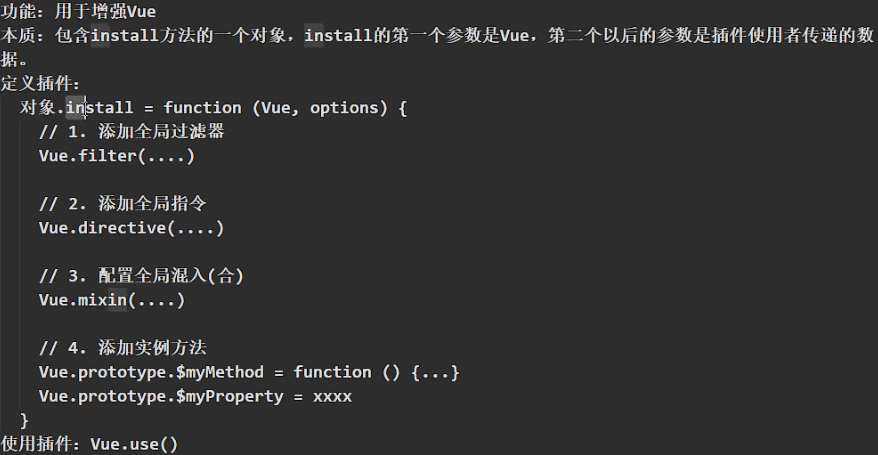 功能：用于增强Vue
本质：包含install方法的一个对象，install的第一个参数是Vue，第二个以后的参数是插件使用者传递的数
据。
定义插件：
  对象.install = function (Vue, options) {
    // 1. 添加全局过滤器
    Vue.filter(....)

    // 2. 添加全局指令
    Vue.directive(....)

    // 3. 配置全局混入(合)
    Vue.mixin(....)

    // 4. 添加实例方法
    Vue.prototype.$myMethod = function () {...}
    Vue.prototype.$myProperty = xxxx
  }
使用插件：Vue.use()